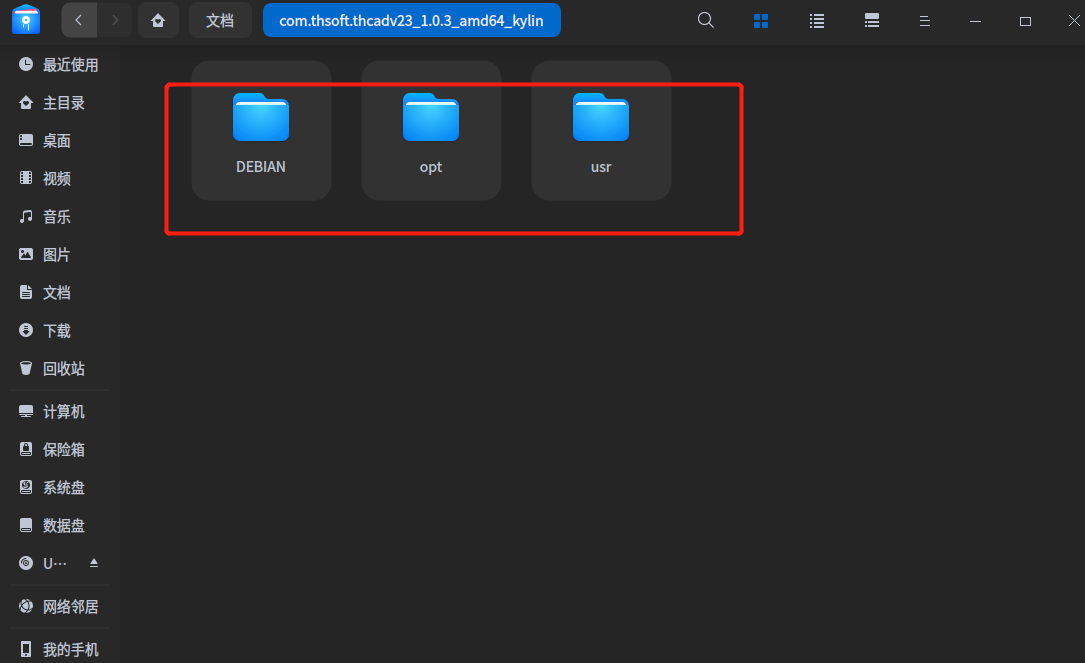 文档
com.thsoft.thcadv23_1.0.3_amd64_kylin
最近使用
主目录
桌面
视频
音乐
图片
文档
下载
回收站
计算机
保险箱
系统盘
数据盘
U…
网络邻居
我的手机
DEBIAN
opt
usr